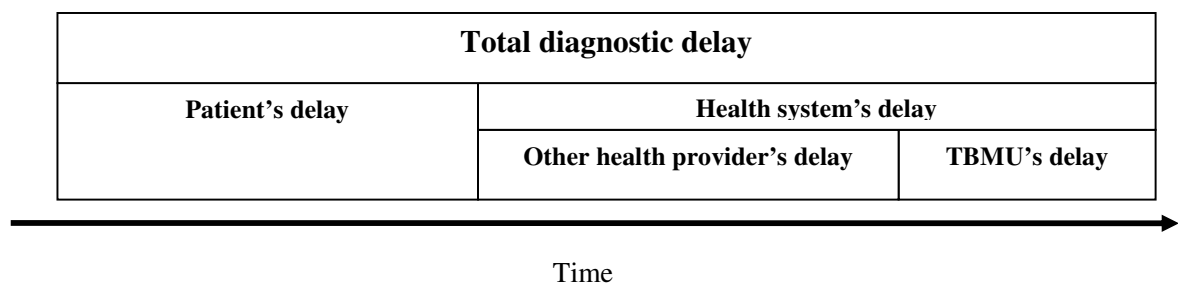 Total diagnostic delay
Patient’s delay
Health system’s delay
Other health provider’s delay
TBMU’s delay
Time